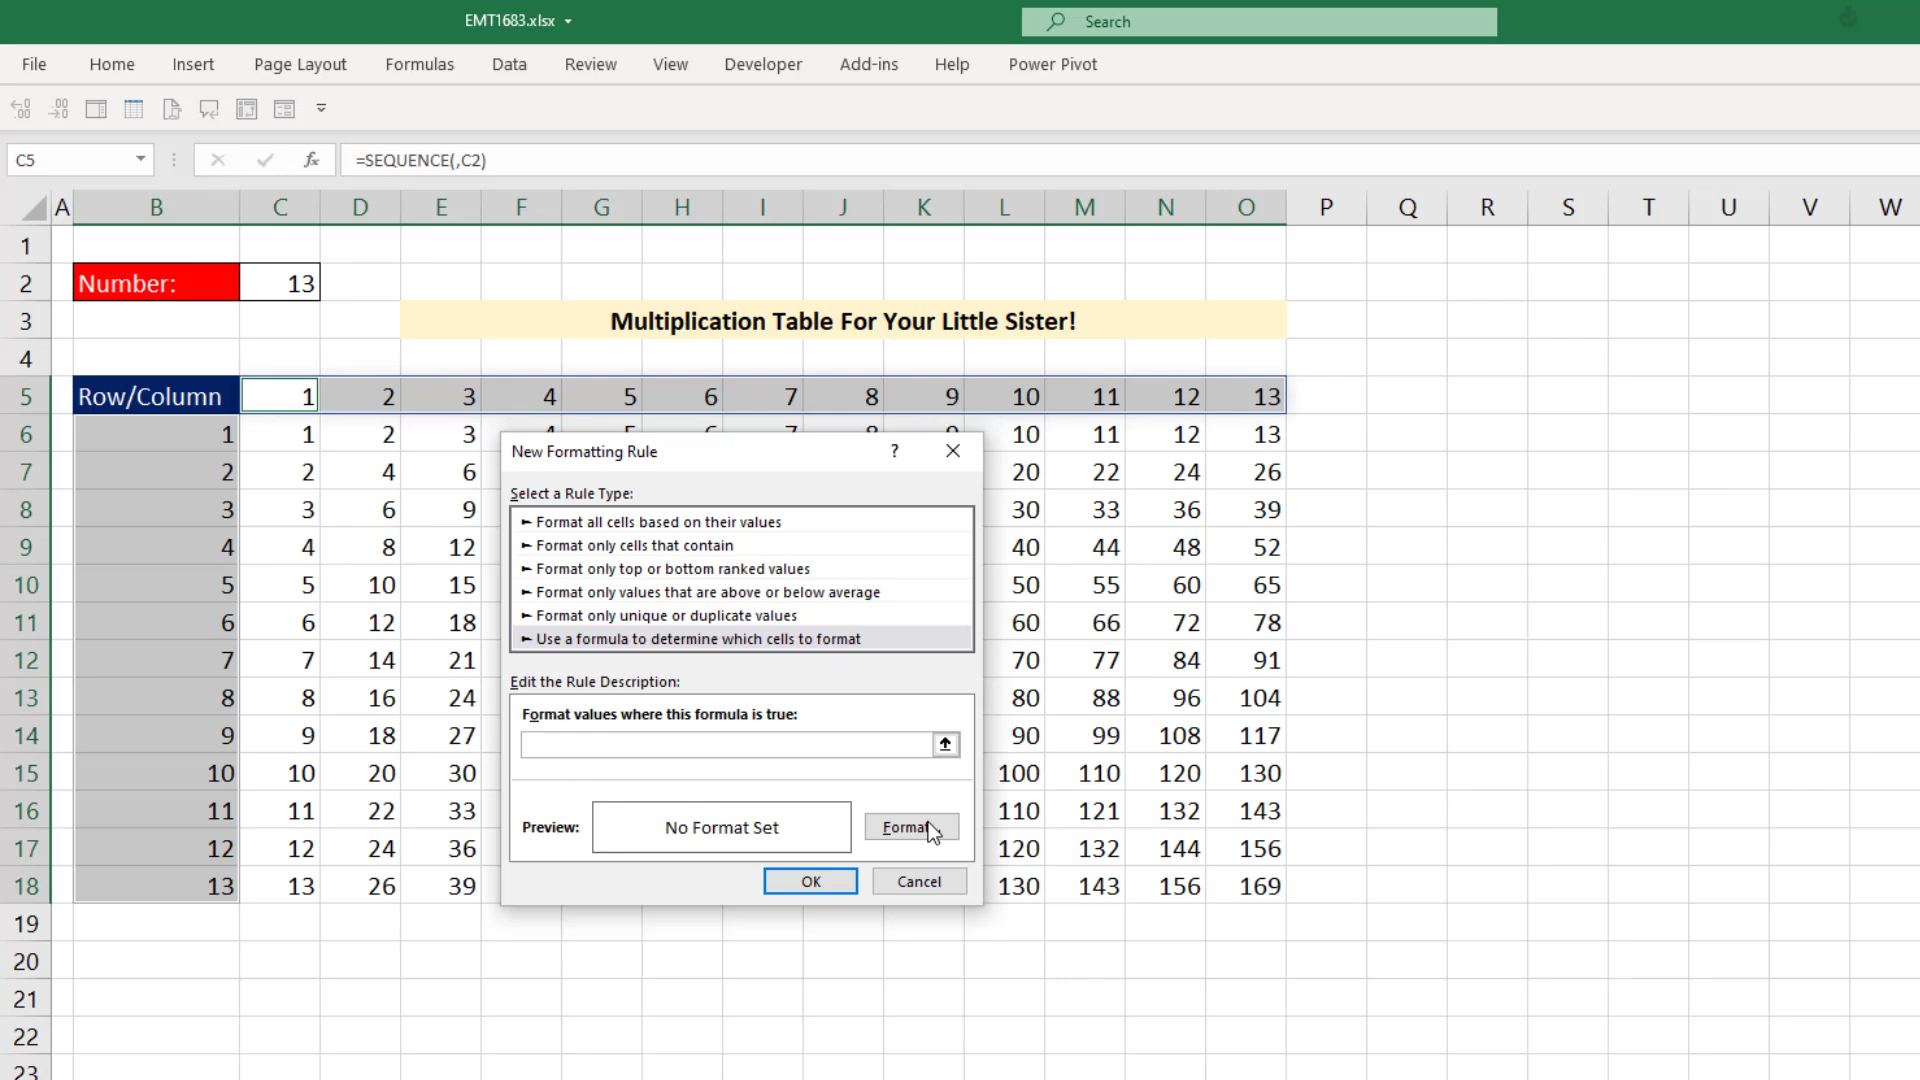 EMT1683.xlsx
Search
File Home Insert Page Layout Formulas Data Review View Developer Add-ins Help Power Pivot
C5 fx =SEQUENCE(,C2)
A B C D E F G H I J K L M N O P Q R S T U V W
1
2 Number: 13
3 Multiplication Table For Your Little Sister!
4
5 Row/Column 1 2 3 4 5 6 7 8 9 10 11 12 13
6 1 1 2 3 10 11 12 13
7 2 2 4 6 20 22 24 26
8 3 3 6 9 30 33 36 39
9 4 4 8 12 40 44 48 52
10 5 5 10 15 50 55 60 65
11 6 6 12 18 60 66 72 78
12 7 7 14 21 70 77 84 91
13 8 8 16 24 80 88 96 104
14 9 9 18 27 90 99 108 117
15 10 10 20 30 100 110 120 130
16 11 11 22 33 110 121 132 143
17 12 12 24 36 120 132 144 156
18 13 13 26 39 130 143 156 169
19
20
21
22
23
New Formatting Rule ?
Select a Rule Type:
► Format all cells based on their values
► Format only cells that contain
► Format only top or bottom ranked values
► Format only values that are above or below average
► Format only unique or duplicate values
► Use a formula to determine which cells to format
Edit the Rule Description:
Format values where this formula is true:
Preview: No Format Set Format
OK Cancel